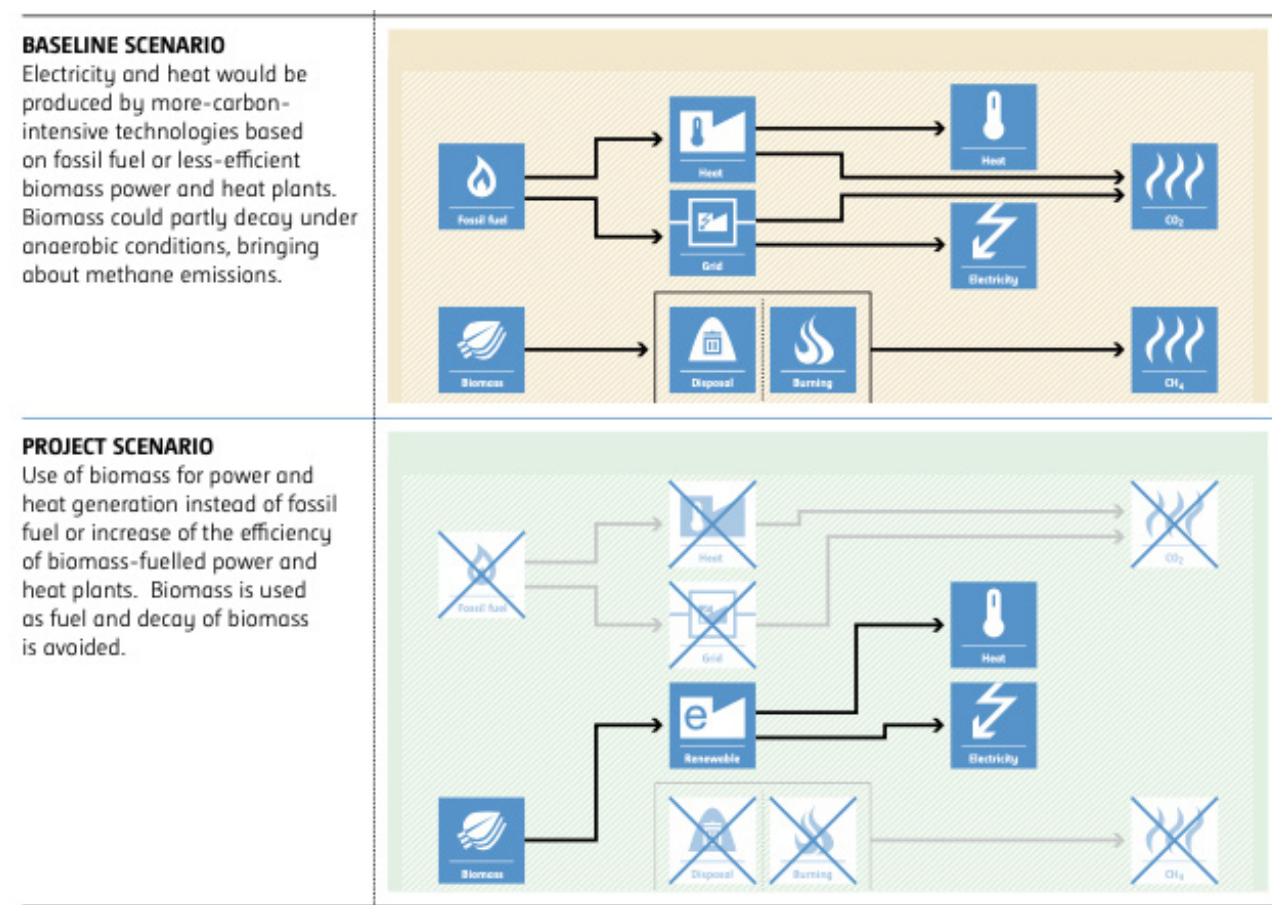 BASELINE SCENARIO
Electricity and heat would be
produced by more-carbon-
intensive technologies based
on fossil fuel or less-efficient
biomass power and heat plants.
Biomass could partly decay under
anaerobic conditions, bringing
about methane emissions.
Heat
Heat
Fossil fuel
CO2
Grid
Electricity
Biomass
Disposal
Burning
CH4
PROJECT SCENARIO
Use of biomass for power and
heat generation instead of fossil
fuel or increase of the efficiency
of biomass-fuelled power and
heat plants. Biomass is used
as fuel and decay of biomass
is avoided.
Heat
CO2
Fossil fuel
Grid
Heat
e
Renewable
Electricity
Biomass
Disposal
Burning
CH4